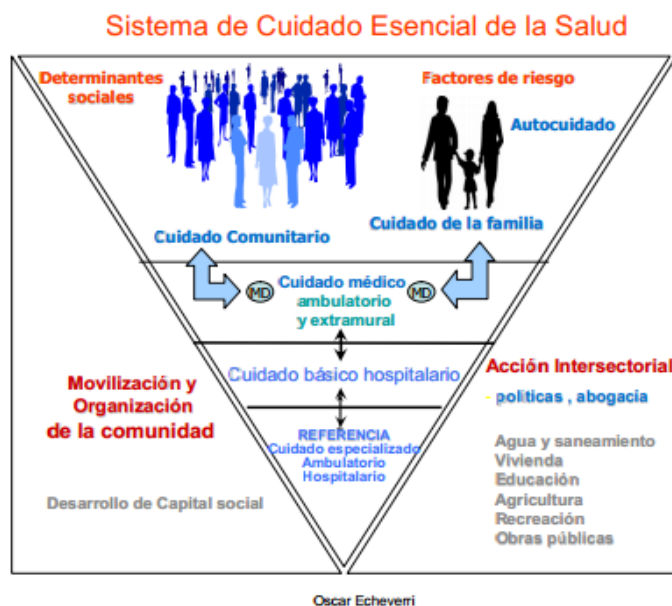 Sistema de Cuidado Esencial de la Salud
Determinantes
sociales
Factores de riesgo
Autocuidado
Cuidado Comunitario
Cuidado de la familia
MD
Cuidado médico
ambulatorio
y extramural
MD
Cuidado básico hospitalario
REFERENCIA
Cuidado especializado
Ambulatorio
Hospitalario
Movilización y
Organización
de la comunidad
Desarrollo de Capital social
Acción Intersectorial
- politicas , abogacia
Agua y saneamiento
Vivienda
Educación
Agricultura
Recreación
Obras públicas
Oscar Echeverri